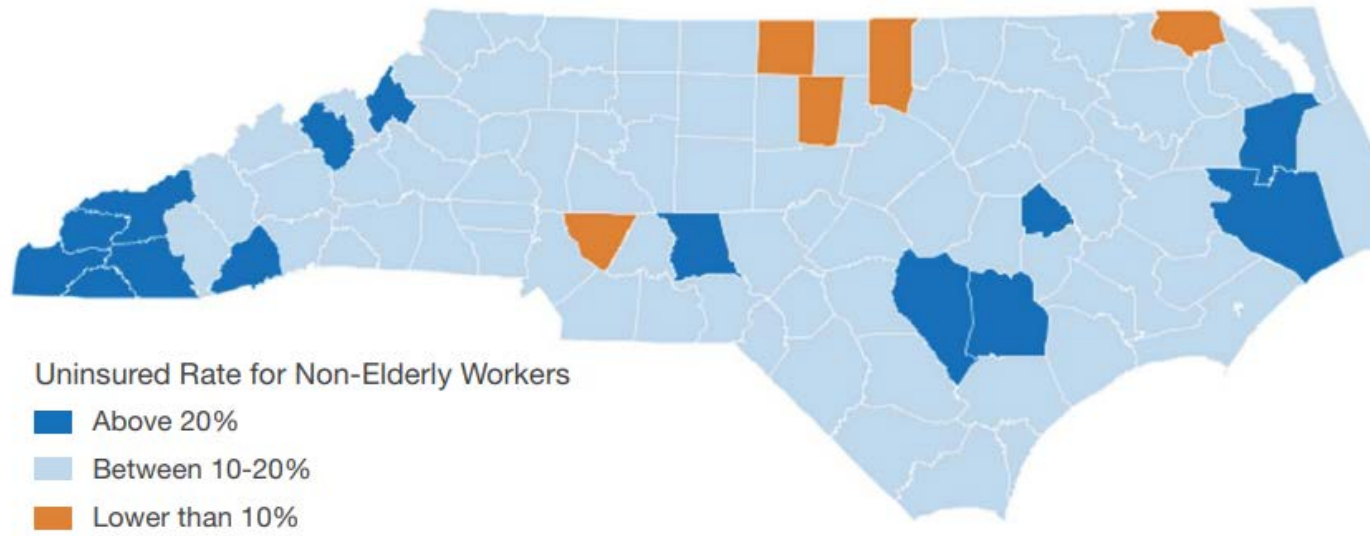 Uninsured Rate for Non-Elderly Workers
Above 20%
Between 10-20%
Lower than 10%